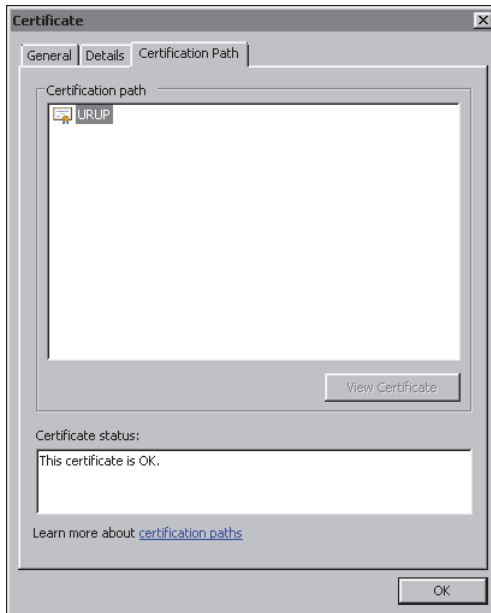 Certificate
General Details Certification Path
Certification path
URUP
View Certificate
Certificate status:
This certificate is OK.
Learn more about certification paths
OK